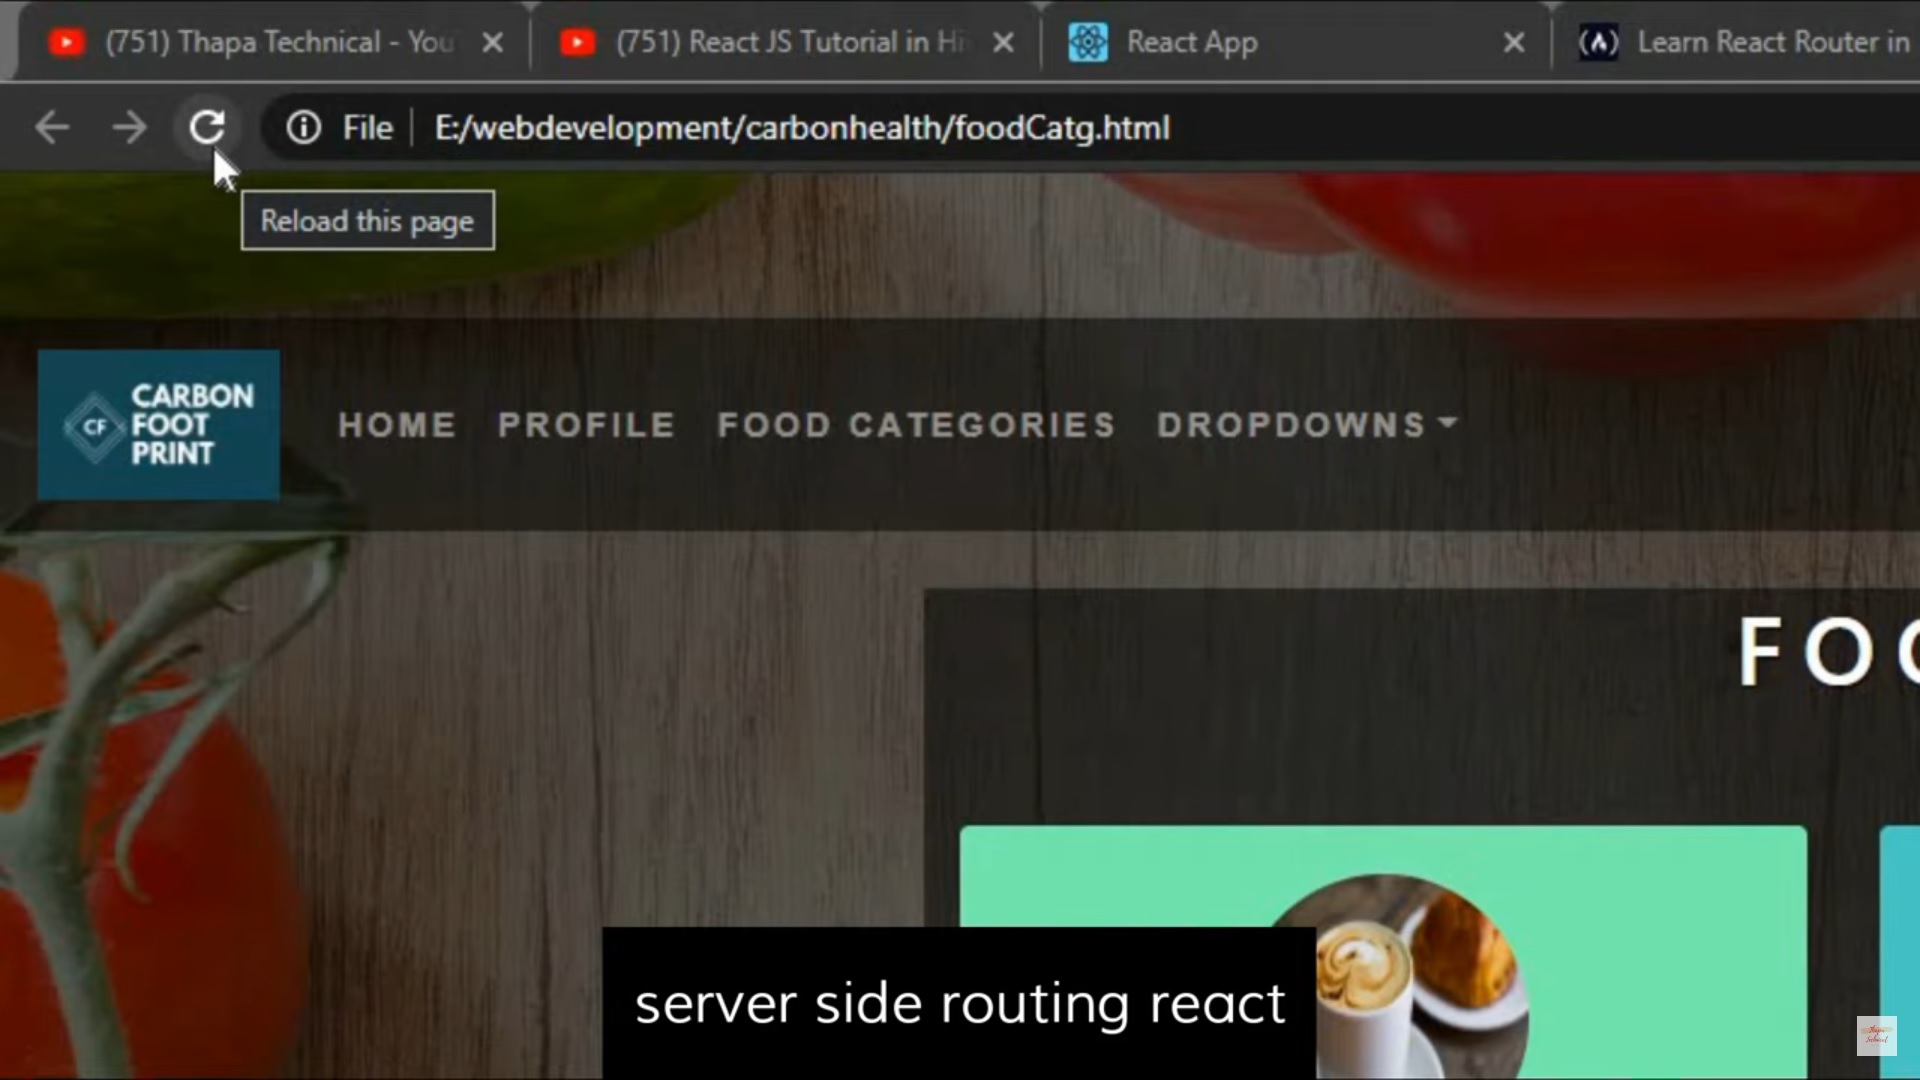 (751) Thapa Technical - You
(751) React JS Tutorial in Hi
React App
Learn React Router in
File
E:/webdevelopment/carbonhealth/foodCatg.html
Reload this page
CF
CARBON
FOOT
PRINT
HOME
PROFILE
FOOD CATEGORIES
DROPDOWNS
FOO
server side routing react